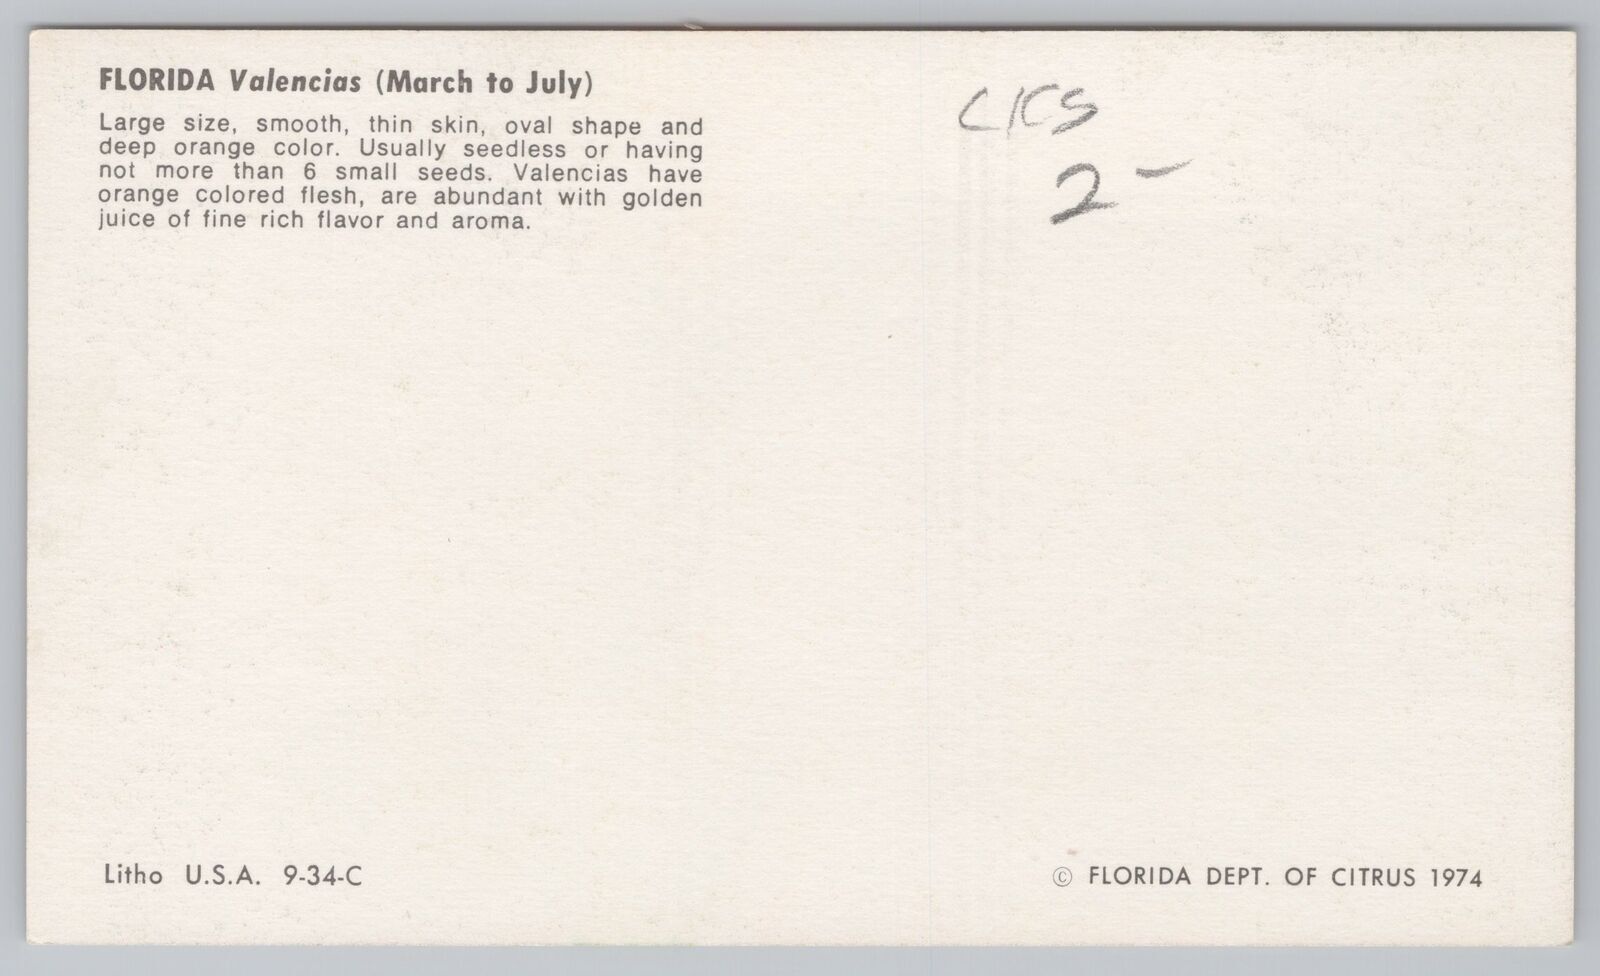 FLORIDA Valencias (March to July)
Large size, smooth, thin skin, oval shape and
deep orange color. Usually seedless or having
not more than 6 small seeds. Valencias have
orange colored flesh, are abundant with golden
juice of fine rich flavor and aroma.
CKS
2-
Litho U.S.A. 9-34-C
© FLORIDA DEPT. OF CITRUS 1974